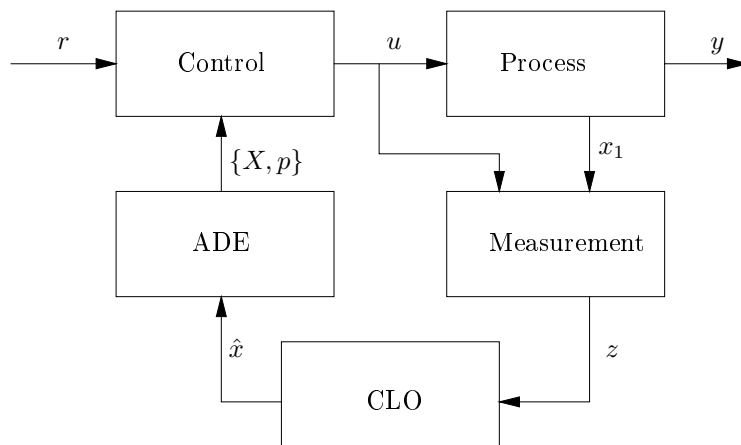 r
Control
u
Process
y
{X, p}
x₁
ADE
Measurement
x̂
z
CLO